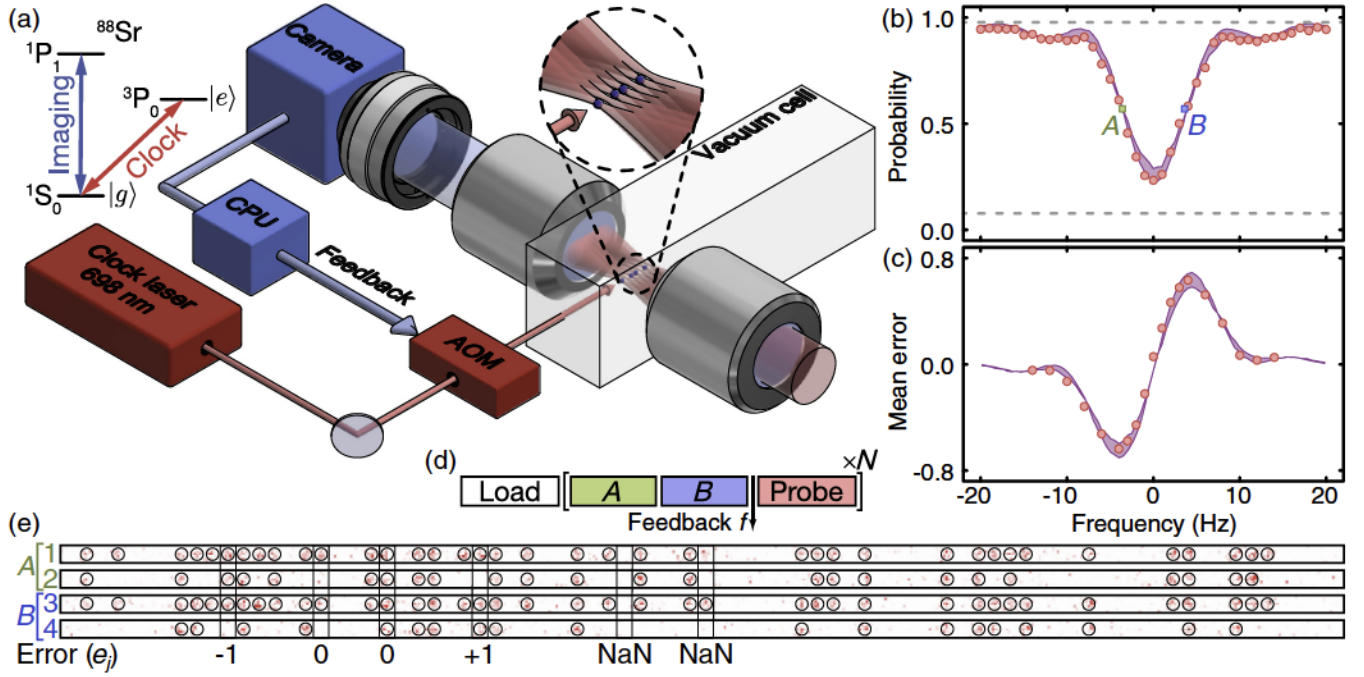 (a)
88Sr
1P1
3P0
|e⟩
Imaging
Clock
1S0
|g⟩
Camera
CPU
Feedback
Clock laser
698 nm
AOM
Vacuum cell
(b)
Probability
1.0
0.5
0.0
A
B
(c)
Mean error
0.8
0.0
-0.8
-20
-10
0
10
20
Frequency (Hz)
(d)
Load
[
A
B
Probe
]
×N
Feedback f
(e)
A[1
2
B[3
4
Error (ej)
-1
0
0
+1
NaN
NaN